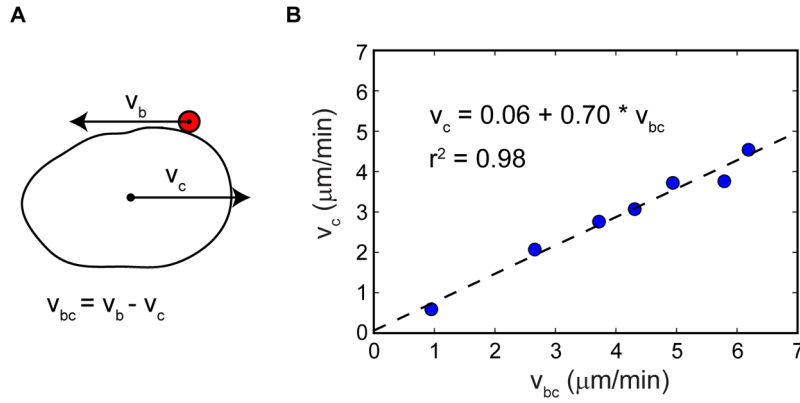 A
v_b
v_c
v_bc = v_b - v_c
B
v_c = 0.06 + 0.70 * v_bc
r² = 0.98
v_c (μm/min)
7
6
5
4
3
2
1
0
0 1 2 3 4 5 6 7
v_bc (μm/min)